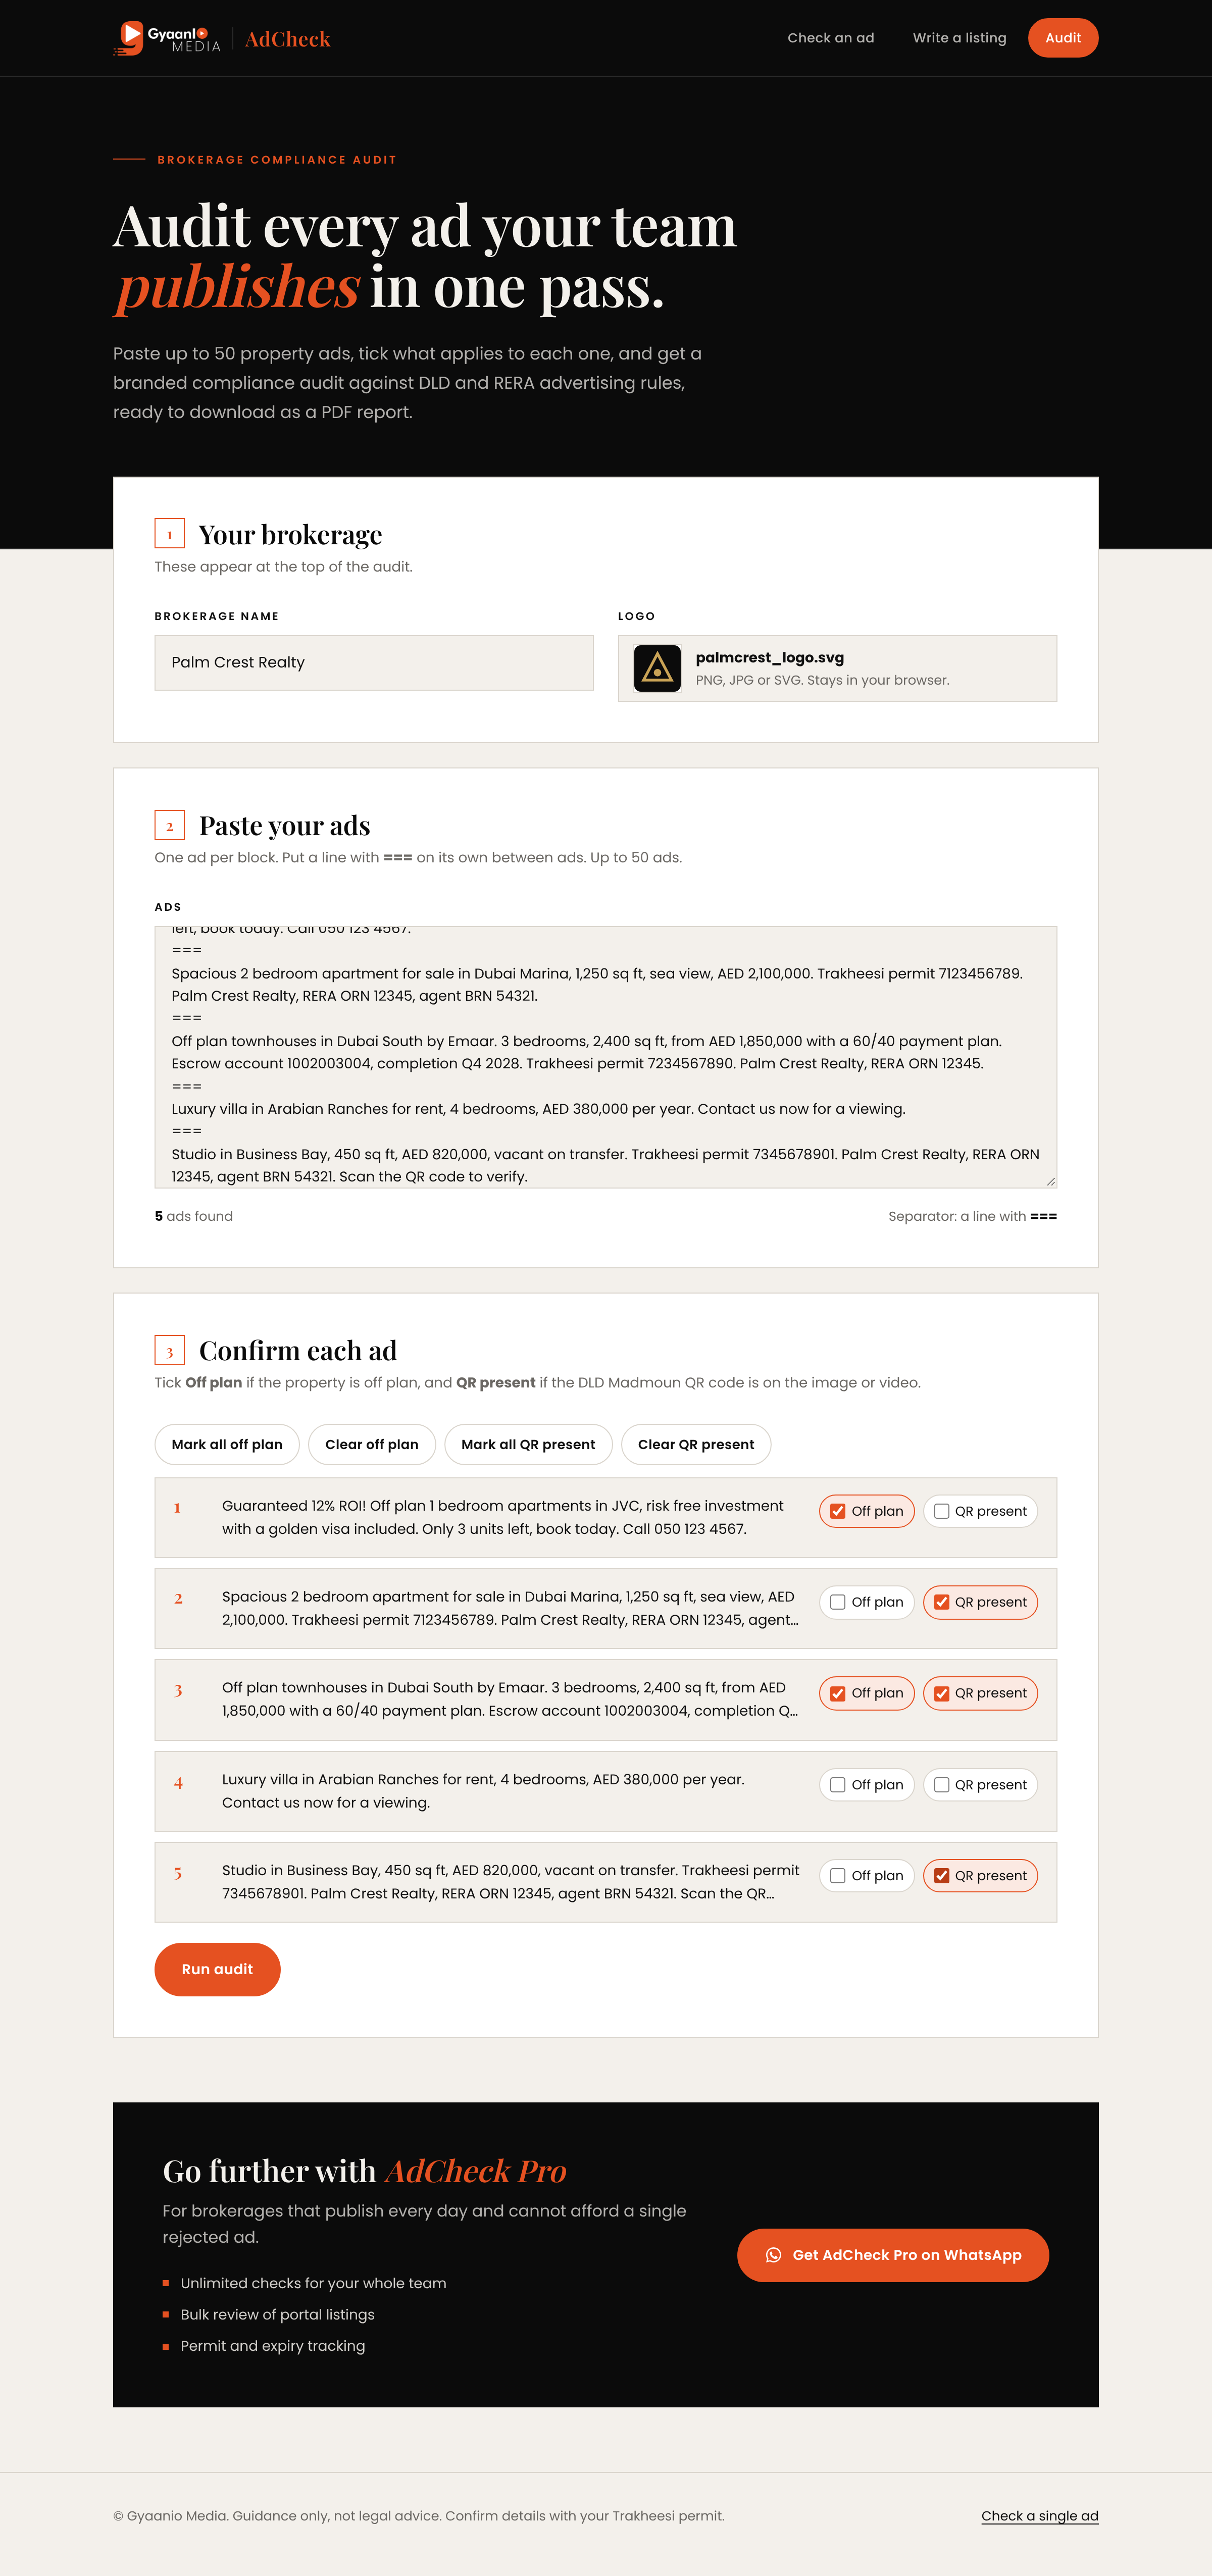 Gyaanio
MEDIA
AdCheck
Check an ad
Write a listing
Audit
BROKERAGE COMPLIANCE AUDIT
Audit every ad your team
publishes in one pass.
Paste up to 50 property ads, tick what applies to each one, and get a
branded compliance audit against DLD and RERA advertising rules,
ready to download as a PDF report.
1 Your brokerage
These appear at the top of the audit.
BROKERAGE NAME
Palm Crest Realty
LOGO
palmcrest_logo.svg
PNG, JPG or SVG. Stays in your browser.
2 Paste your ads
One ad per block. Put a line with === on its own between ads. Up to 50 ads.
ADS
left, book today. Call 050 123 4567.
===
Spacious 2 bedroom apartment for sale in Dubai Marina, 1,250 sq ft, sea view, AED 2,100,000. Trakheesi permit 7123456789.
Palm Crest Realty, RERA ORN 12345, agent BRN 54321.
===
Off plan townhouses in Dubai South by Emaar. 3 bedrooms, 2,400 sq ft, from AED 1,850,000 with a 60/40 payment plan.
Escrow account 1002003004, completion Q4 2028. Trakheesi permit 7234567890. Palm Crest Realty, RERA ORN 12345.
===
Luxury villa in Arabian Ranches for rent, 4 bedrooms, AED 380,000 per year. Contact us now for a viewing.
===
Studio in Business Bay, 450 sq ft, AED 820,000, vacant on transfer. Trakheesi permit 7345678901. Palm Crest Realty, RERA ORN
12345, agent BRN 54321. Scan the QR code to verify.
5 ads found
Separator: a line with ===
3 Confirm each ad
Tick Off plan if the property is off plan, and QR present if the DLD Madmoun QR code is on the image or video.
Mark all off plan
Clear off plan
Mark all QR present
Clear QR present
1
Guaranteed 12% ROI! Off plan 1 bedroom apartments in JVC, risk free investment
with a golden visa included. Only 3 units left, book today. Call 050 123 4567.
Off plan
QR present
2
Spacious 2 bedroom apartment for sale in Dubai Marina, 1,250 sq ft, sea view, AED
2,100,000. Trakheesi permit 7123456789. Palm Crest Realty, RERA ORN 12345, agent...
Off plan
QR present
3
Off plan townhouses in Dubai South by Emaar. 3 bedrooms, 2,400 sq ft, from AED
1,850,000 with a 60/40 payment plan. Escrow account 1002003004, completion Q...
Off plan
QR present
4
Luxury villa in Arabian Ranches for rent, 4 bedrooms, AED 380,000 per year.
Contact us now for a viewing.
Off plan
QR present
5
Studio in Business Bay, 450 sq ft, AED 820,000, vacant on transfer. Trakheesi permit
7345678901. Palm Crest Realty, RERA ORN 12345, agent BRN 54321. Scan the QR...
Off plan
QR present
Run audit
Go further with AdCheck Pro
For brokerages that publish every day and cannot afford a single
rejected ad.
Unlimited checks for your whole team
Bulk review of portal listings
Permit and expiry tracking
Get AdCheck Pro on WhatsApp
© Gyaanio Media. Guidance only, not legal advice. Confirm details with your Trakheesi permit.
Check a single ad